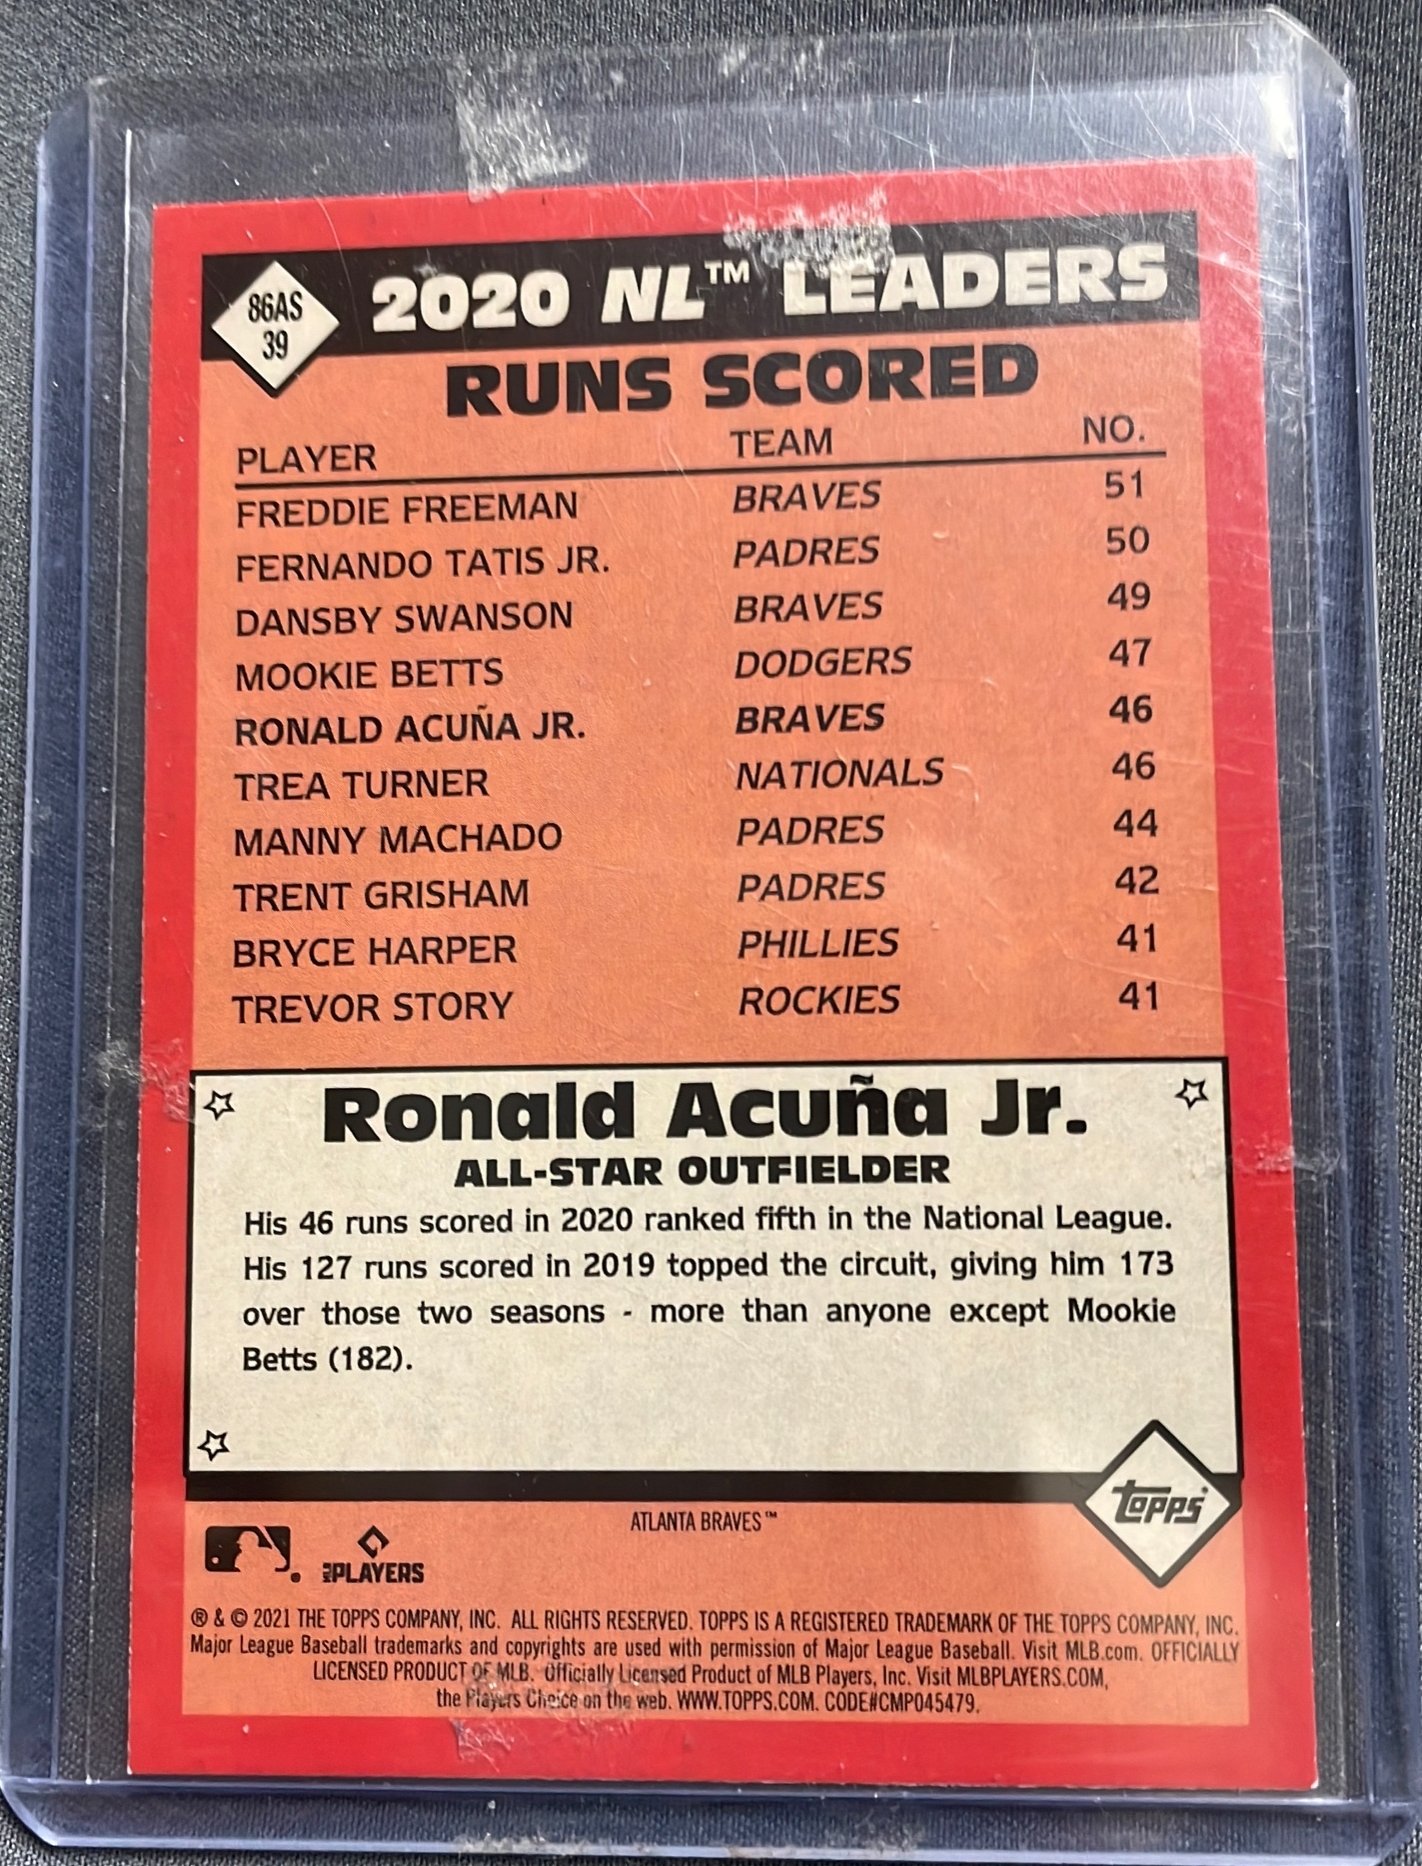 86AS
39
2020 NL™ LEADERS
RUNS SCORED
PLAYER TEAM NO.
FREDDIE FREEMAN BRAVES 51
FERNANDO TATIS JR. PADRES 50
DANSBY SWANSON BRAVES 49
MOOKIE BETTS DODGERS 47
RONALD ACUÑA JR. BRAVES 46
TREA TURNER NATIONALS 46
MANNY MACHADO PADRES 44
TRENT GRISHAM PADRES 42
BRYCE HARPER PHILLIES 41
TREVOR STORY ROCKIES 41
Ronald Acuña Jr.
ALL-STAR OUTFIELDER
His 46 runs scored in 2020 ranked fifth in the National League.
His 127 runs scored in 2019 topped the circuit, giving him 173
over those two seasons - more than anyone except Mookie
Betts (182).
topps®
ATLANTA BRAVES™
MLB PLAYERS
® & © 2021 THE TOPPS COMPANY, INC. ALL RIGHTS RESERVED. TOPPS IS A REGISTERED TRADEMARK OF THE TOPPS COMPANY, INC.
Major League Baseball trademarks and copyrights are used with permission of Major League Baseball. Visit MLB.com. OFFICIALLY
LICENSED PRODUCT OF MLB. Officially Licensed Product of MLB Players, Inc. Visit MLBPLAYERS.COM,
the Players Choice on the web. WWW.TOPPS.COM. CODE#CMP045479.